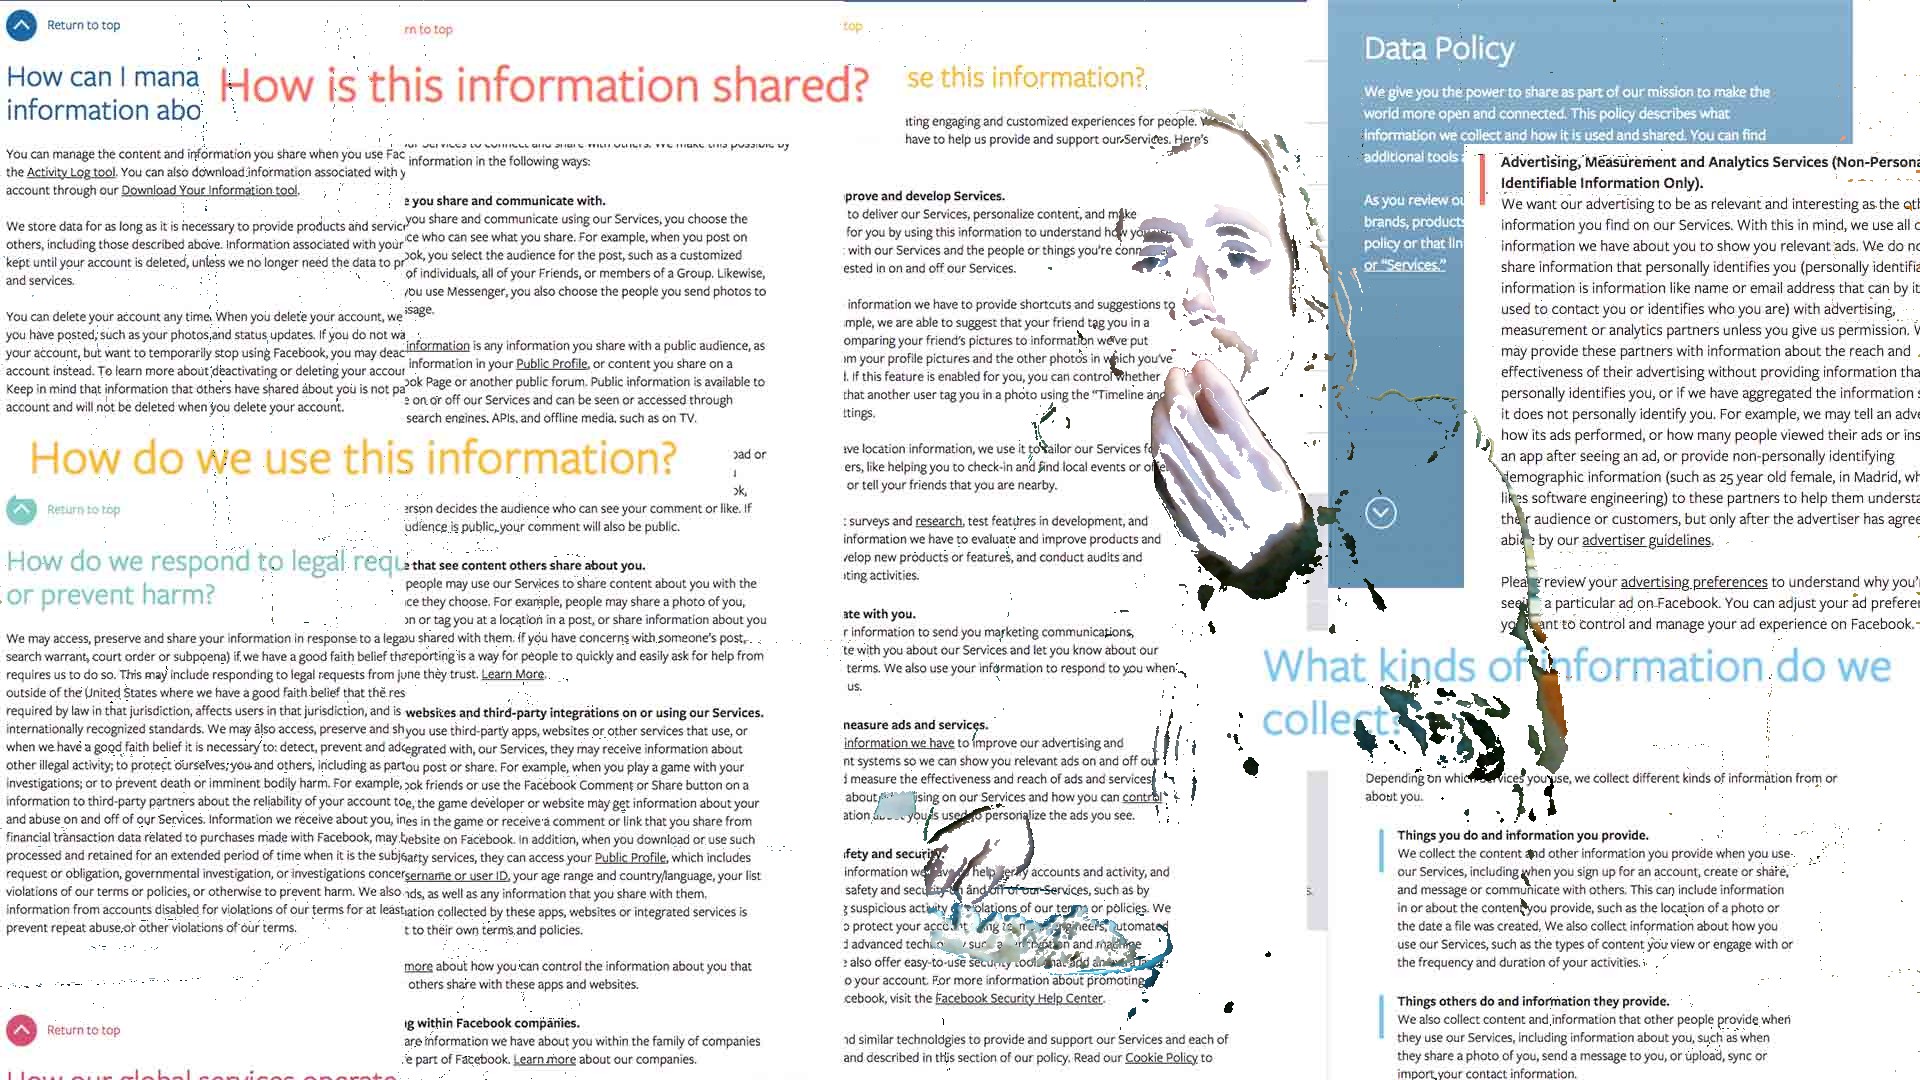 Return to top
How can I mana
information abo
You can manage the content and information you share when you use Fac
the Activity Log tool. You can also download information associated with y
account through our Download Your Information tool.
We store data for as long as it is necessary to provide products and service
others, including those described above. Information associated with your
kept until your account is deleted, unless we no longer need the data to pr
and services.
You can delete your account any time. When you delete your account, we
you have posted, such as your photos and status updates. If you do not wa
your account, but want to temporarily stop using Facebook, you may deac
account instead. To learn more about deactivating or deleting your accour
Keep in mind that information that others have shared about you is not pa
account and will not be deleted when you delete your account.
How do we use this information?
Return to top
How do we respond to legal requ
or prevent harm?
We may access, preserve and share your information in response to a lega
search warrant, court order or subpoena) if we have a good faith belief th
requires us to do so. This may include responding to legal requests from j
outside of the United States where we have a good faith belief that the res
required by law in that jurisdiction, affects users in that jurisdiction, and is
internationally recognized standards. We may also access, preserve and sh
when we have a good faith belief it is necessary to: detect, prevent and adc
other illegal activity; to protect ourselves, you and others, including as part
investigations; or to prevent death or imminent bodily harm. For example,
information to third-party partners about the reliability of your account to
and abuse on and off of our Services. Information we receive about you, in
financial transaction data related to purchases made with Facebook, may b
processed and retained for an extended period of time when it is the subje
request or obligation, governmental investigation, or investigations concer
violations of our terms or policies, or otherwise to prevent harm. We also
information from accounts disabled for violations of our terms for at least
prevent repeat abuse or other violations of our terms.
Return to top
How our global services operate
rn to top
How is this information shared?
our Services to connect and share with others. We make this possible by
information in the following ways:
e you share and communicate with.
you share and communicate using our Services, you choose the
ce who can see what you share. For example, when you post on
ook, you select the audience for the post, such as a customized
of individuals, all of your Friends, or members of a Group. Likewise,
you use Messenger, you also choose the people you send photos to
ssage.
information is any information you share with a public audience, as
information in your Public Profile, or content you share on a
ook Page or another public forum. Public information is available to
e on or off our Services and can be seen or accessed through
search engines, APIs, and offline media, such as on TV.
oad or
ok,
erson decides the audience who can see your comment or like. If
udience is public, your comment will also be public.
e that see content others share about you.
people may use our Services to share content about you with the
ce they choose. For example, people may share a photo of you,
on or tag you at a location in a post, or share information about you
ou shared with them. If you have concerns with someone's post,
reporting is a way for people to quickly and easily ask for help from
une they trust. Learn More.
websites and third-party integrations on or using our Services.
you use third-party apps, websites or other services that use, or
egrated with, our Services, they may receive information about
ou post or share. For example, when you play a game with your
ook friends or use the Facebook Comment or Share button on a
e, the game developer or website may get information about your
es in the game or receive a comment or link that you share from
ebsite on Facebook. In addition, when you download or use such
arty services, they can access your Public Profile, which includes
sername or user ID, your age range and country/language, your list
nds, as well as any information that you share with them.
ation collected by these apps, websites or integrated services is
t to their own terms and policies.
more about how you can control the information about you that
others share with these apps and websites.
g within Facebook companies.
are information we have about you within the family of companies
e part of Facebook. Learn more about our companies.
top
se this information?
ting engaging and customized experiences for people. We
have to help us provide and support our Services. Here's
prove and develop Services.
to deliver our Services, personalize content, and make
for you by using this information to understand how you use
with our Services and the people or things you're conn
ested in on and off our Services.
information we have to provide shortcuts and suggestions to
mple, we are able to suggest that your friend tag you in a
omparing your friend's pictures to information we've put
om your profile pictures and the other photos in which you've
d. If this feature is enabled for you, you can control whether
that another user tag you in a photo using the "Timeline and
ttings.
ave location information, we use it to tailor our Services fo
ers, like helping you to check-in and find local events or offe
or tell your friends that you are nearby.
t surveys and research, test features in development, and
information we have to evaluate and improve products and
velop new products or features, and conduct audits and
ting activities.
ate with you.
r information to send you marketing communications,
te with you about our Services and let you know about our
terms. We also use your information to respond to you when
us.
measure ads and services.
information we have to improve our advertising and
nt systems so we can show you relevant ads on and off our
d measure the effectiveness and reach of ads and services
about advertising on our Services and how you can control
ation about you is used to personalize the ads you see.
afety and security.
information we have to help verify accounts and activity, and
safety and security on and off of our Services, such as by
g suspicious activity violations of our terms or policies. We
o protect your account using teams of engineers, automated
d advanced technology such as encryption and machine
e also offer easy-to-use security tools that add an extra layer
o your account. For more information about promoting
cebook, visit the Facebook Security Help Center.
nd similar technologies to provide and support our Services and each of
and described in this section of our policy. Read our Cookie Policy to
s.
Data Policy
We give you the power to share as part of our mission to make the
world more open and connected. This policy describes what
information we collect and how it is used and shared. You can find
additional tools a
As you review ou
brands, products
policy or that lin
or "Services."
Advertising, Measurement and Analytics Services (Non-Persona
Identifiable Information Only).
We want our advertising to be as relevant and interesting as the oth
information you find on our Services. With this in mind, we use all o
information we have about you to show you relevant ads. We do no
share information that personally identifies you (personally identifia
information is information like name or email address that can by it
used to contact you or identifies who you are) with advertising,
measurement or analytics partners unless you give us permission. W
may provide these partners with information about the reach and
effectiveness of their advertising without providing information tha
personally identifies you, or if we have aggregated the information s
it does not personally identify you. For example, we may tell an adve
how its ads performed, or how many people viewed their ads or ins
an app after seeing an ad, or provide non-personally identifying
demographic information (such as 25 year old female, in Madrid, wh
likes software engineering) to these partners to help them understa
their audience or customers, but only after the advertiser has agree
abide by our advertiser guidelines.
Please review your advertising preferences to understand why you'r
seeing a particular ad on Facebook. You can adjust your ad preferer
you want to control and manage your ad experience on Facebook.
What kinds of information do we
collect?
Depending on which Services you use, we collect different kinds of information from or
about you.
Things you do and information you provide.
We collect the content and other information you provide when you use
our Services, including when you sign up for an account, create or share,
and message or communicate with others. This can include information
in or about the content you provide, such as the location of a photo or
the date a file was created. We also collect information about how you
use our Services, such as the types of content you view or engage with or
the frequency and duration of your activities.
Things others do and information they provide.
We also collect content and information that other people provide when
they use our Services, including information about you, such as when
they share a photo of you, send a message to you, or upload, sync or
import your contact information.